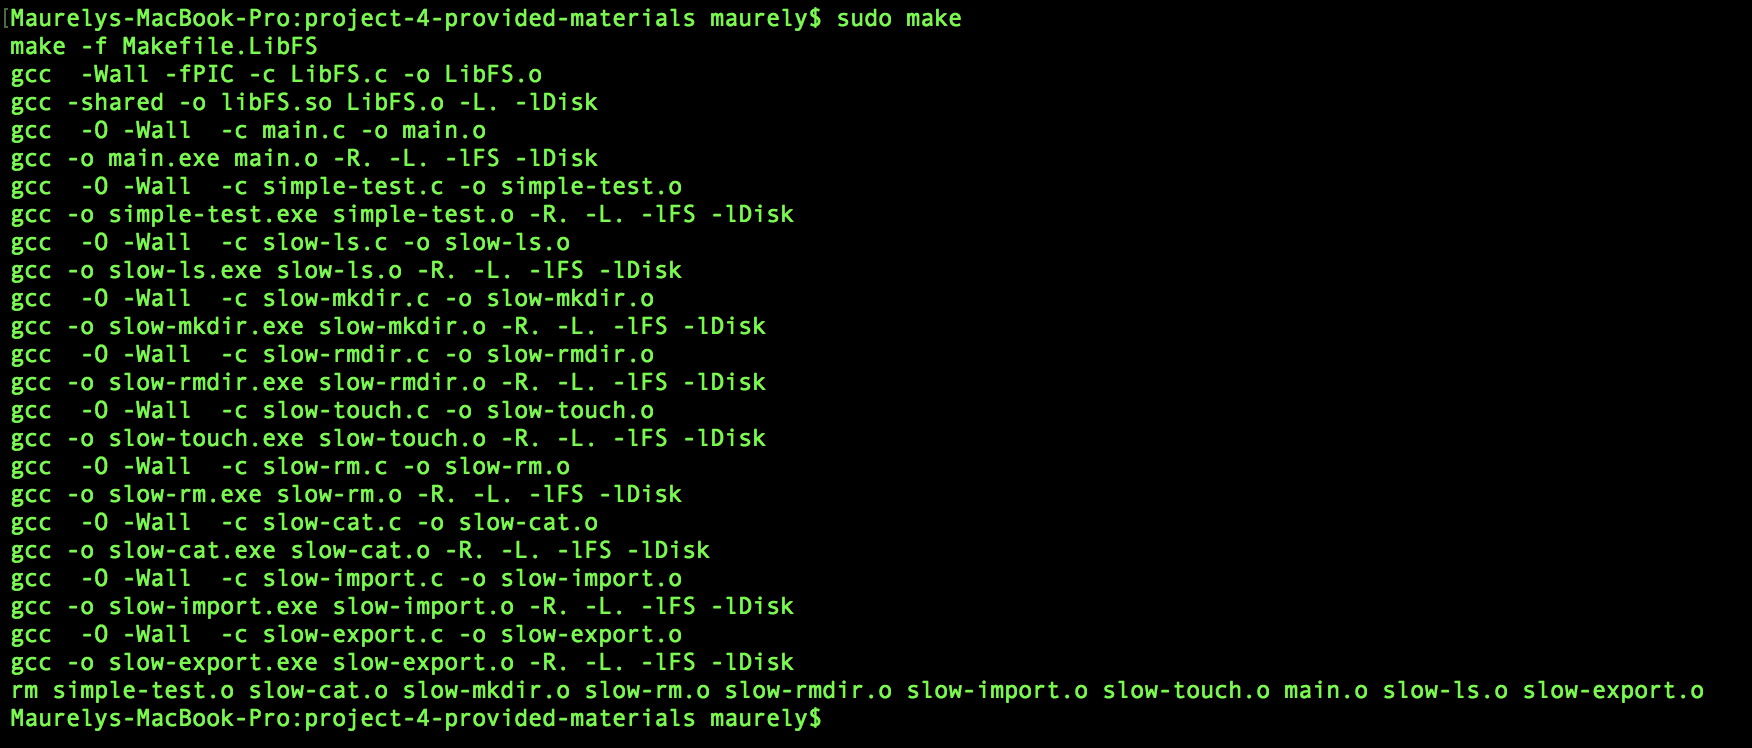 [Maurelys-MacBook-Pro:project-4-provided-materials maurely$ sudo make
make -f Makefile.LibFS
gcc  -Wall -fPIC -c LibFS.c -o LibFS.o
gcc -shared -o libFS.so LibFS.o -L. -lDisk
gcc  -O -Wall  -c main.c -o main.o
gcc -o main.exe main.o -R. -L. -lFS -lDisk
gcc  -O -Wall  -c simple-test.c -o simple-test.o
gcc -o simple-test.exe simple-test.o -R. -L. -lFS -lDisk
gcc  -O -Wall  -c slow-ls.c -o slow-ls.o
gcc -o slow-ls.exe slow-ls.o -R. -L. -lFS -lDisk
gcc  -O -Wall  -c slow-mkdir.c -o slow-mkdir.o
gcc -o slow-mkdir.exe slow-mkdir.o -R. -L. -lFS -lDisk
gcc  -O -Wall  -c slow-rmdir.c -o slow-rmdir.o
gcc -o slow-rmdir.exe slow-rmdir.o -R. -L. -lFS -lDisk
gcc  -O -Wall  -c slow-touch.c -o slow-touch.o
gcc -o slow-touch.exe slow-touch.o -R. -L. -lFS -lDisk
gcc  -O -Wall  -c slow-rm.c -o slow-rm.o
gcc -o slow-rm.exe slow-rm.o -R. -L. -lFS -lDisk
gcc  -O -Wall  -c slow-cat.c -o slow-cat.o
gcc -o slow-cat.exe slow-cat.o -R. -L. -lFS -lDisk
gcc  -O -Wall  -c slow-import.c -o slow-import.o
gcc -o slow-import.exe slow-import.o -R. -L. -lFS -lDisk
gcc  -O -Wall  -c slow-export.c -o slow-export.o
gcc -o slow-export.exe slow-export.o -R. -L. -lFS -lDisk
rm simple-test.o slow-cat.o slow-mkdir.o slow-rm.o slow-rmdir.o slow-import.o slow-touch.o main.o slow-ls.o slow-export.o
Maurelys-MacBook-Pro:project-4-provided-materials maurely$